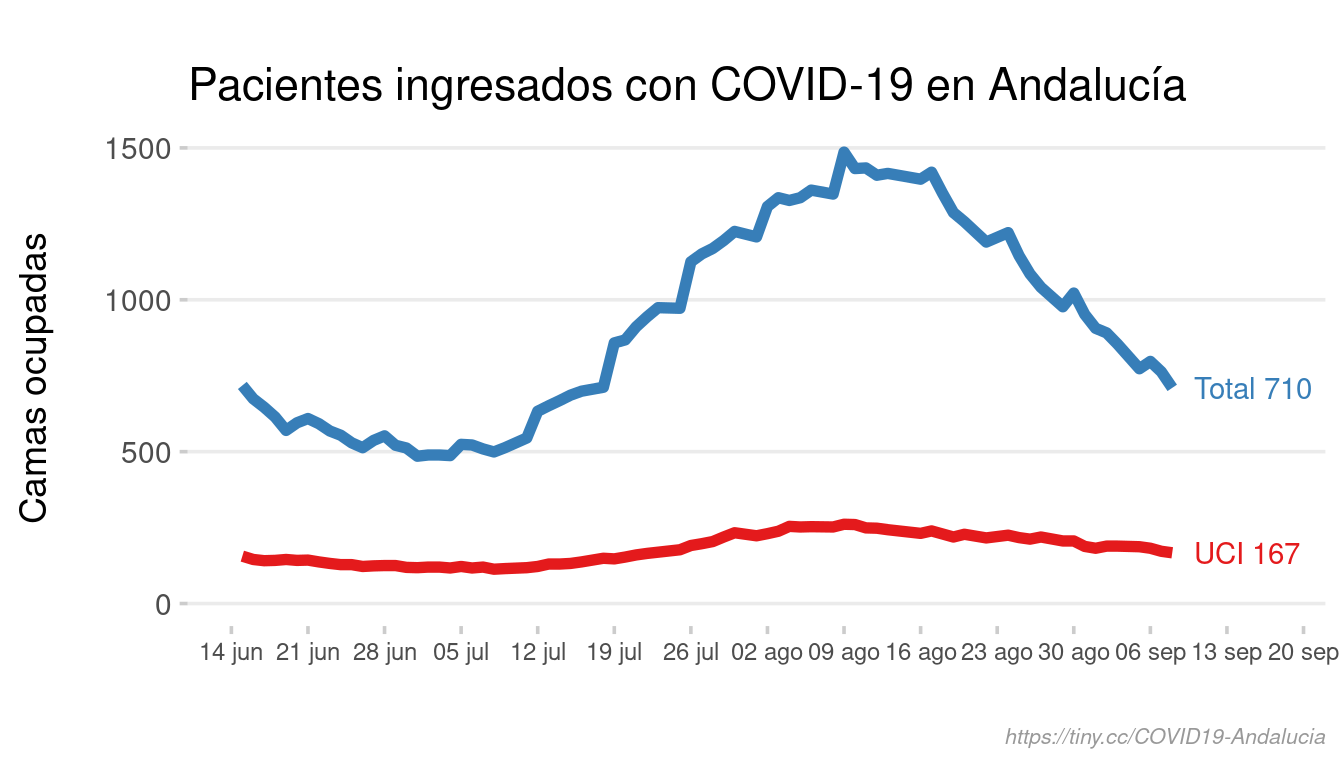 Pacientes ingresados con COVID-19 en Andalucía
Camas ocupadas
1500
1000
500
0
Total 710
UCI 167
14 jun 21 jun 28 jun 05 jul 12 jul 19 jul 26 jul 02 ago 09 ago 16 ago 23 ago 30 ago 06 sep 13 sep 20 sep
https://tiny.cc/COVID19-Andalucia